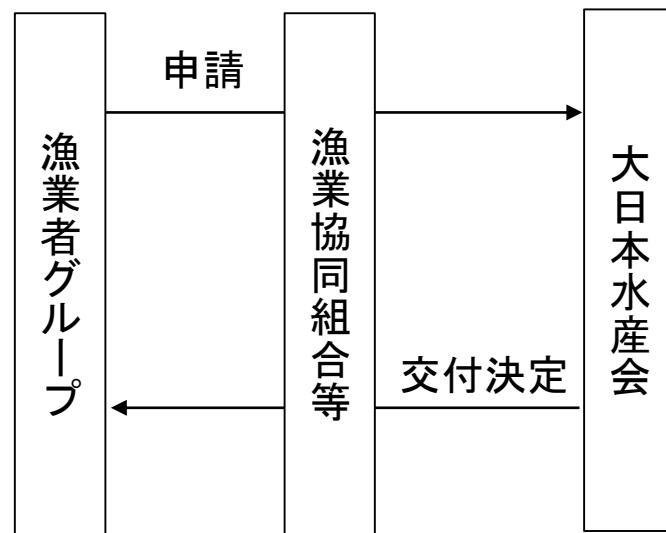 申請
漁業者グループ
漁業協同組合等
大日本水産会
交付決定